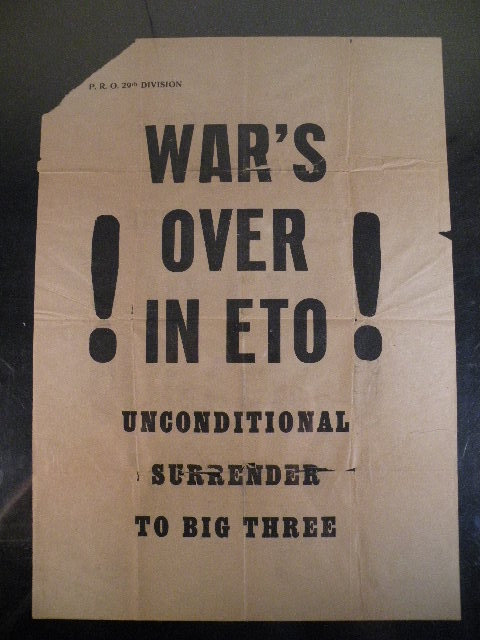 P. R. O. 29th DIVISION
WAR'S
OVER
! IN ETO !
UNCONDITIONAL
SURRENDER
TO BIG THREE